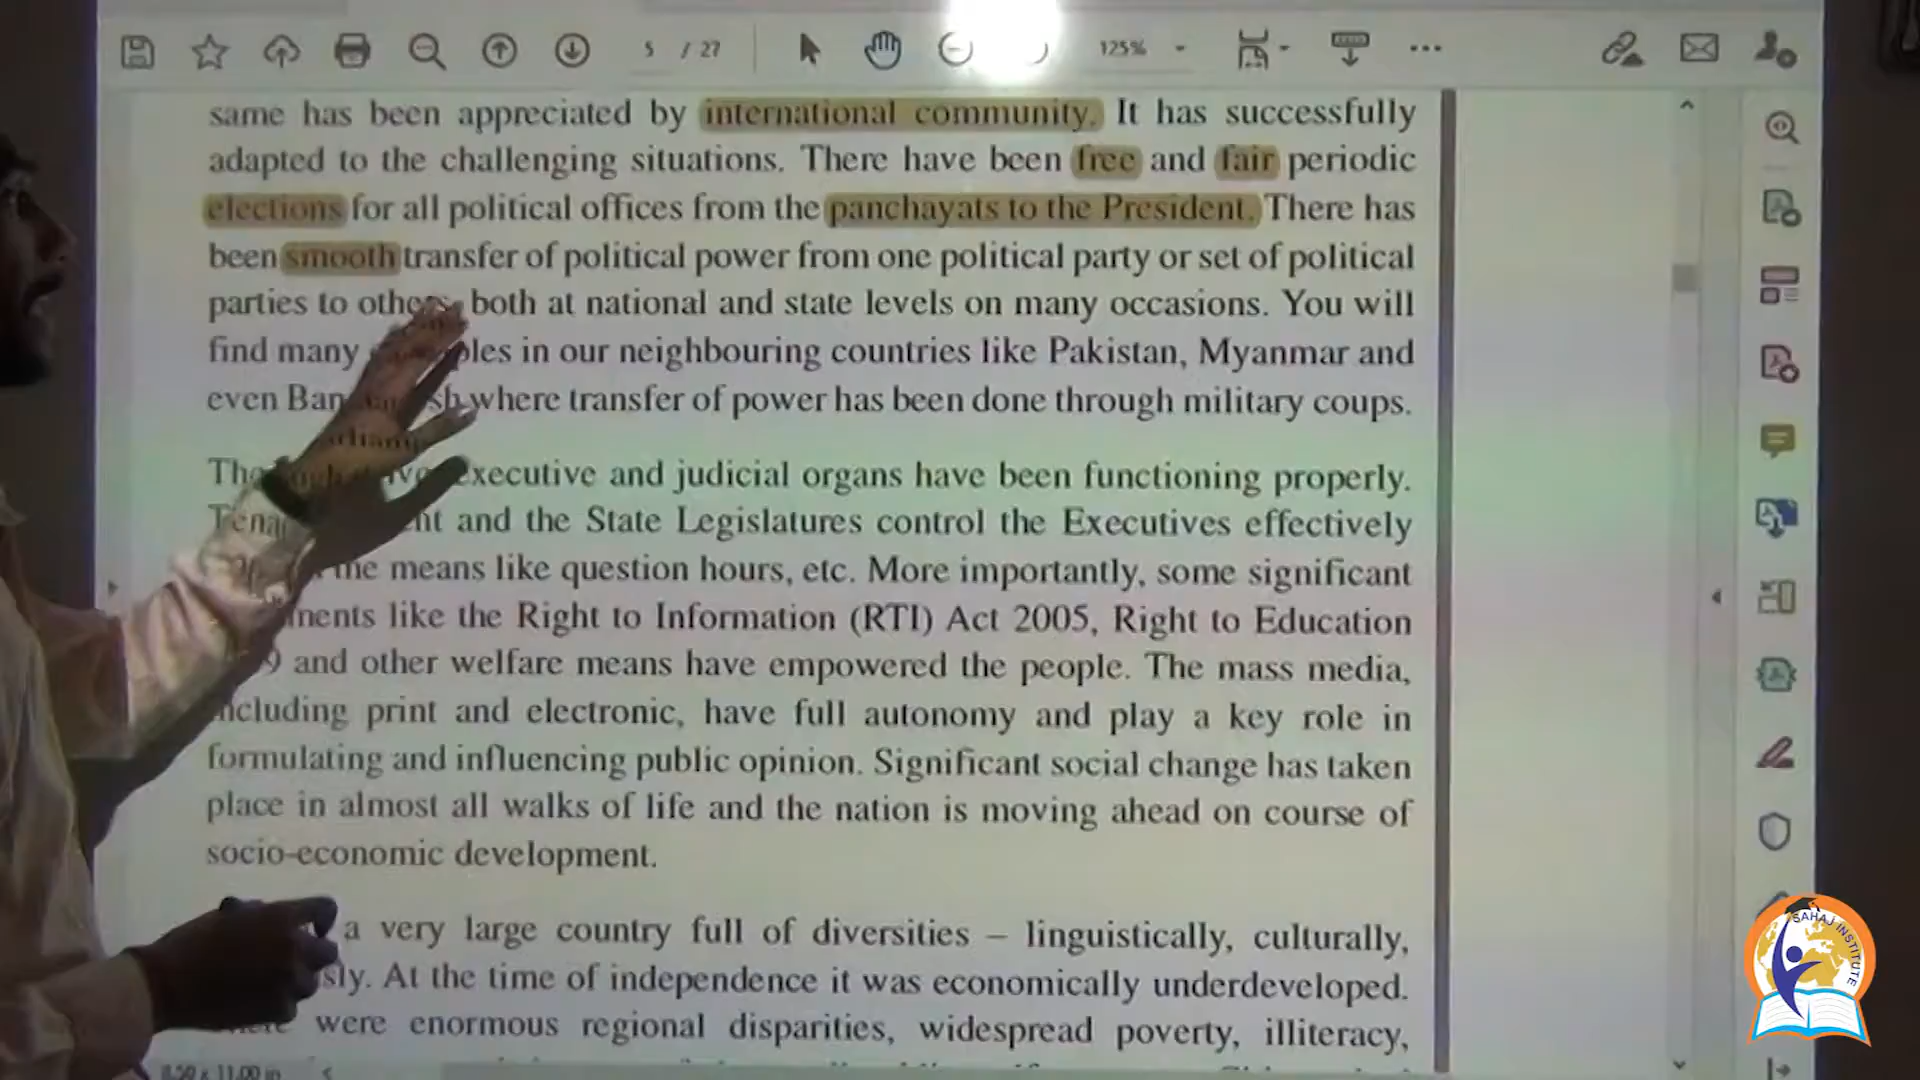 5 / 27
125%
same has been appreciated by international community. It has successfully
adapted to the challenging situations. There have been free and fair periodic
elections for all political offices from the panchayats to the President. There has
been smooth transfer of political power from one political party or set of political
parties to others, both at national and state levels on many occasions. You will
find many in our neighbouring countries like Pakistan, Myanmar and
even where transfer of power has been done through military coups.
executive and judicial organs have been functioning properly.
and the State Legislatures control the Executives effectively
means like question hours, etc. More importantly, some significant
like the Right to Information (RTI) Act 2005, Right to Education
and other welfare means have empowered the people. The mass media,
including print and electronic, have full autonomy and play a key role in
formulating and influencing public opinion. Significant social change has taken
place in almost all walks of life and the nation is moving ahead on course of
socio-economic development.
a very large country full of diversities – linguistically, culturally,
At the time of independence it was economically underdeveloped.
were enormous regional disparities, widespread poverty, illiteracy,
8.50 x 11.00 in
SAHAJ INSTITUTE